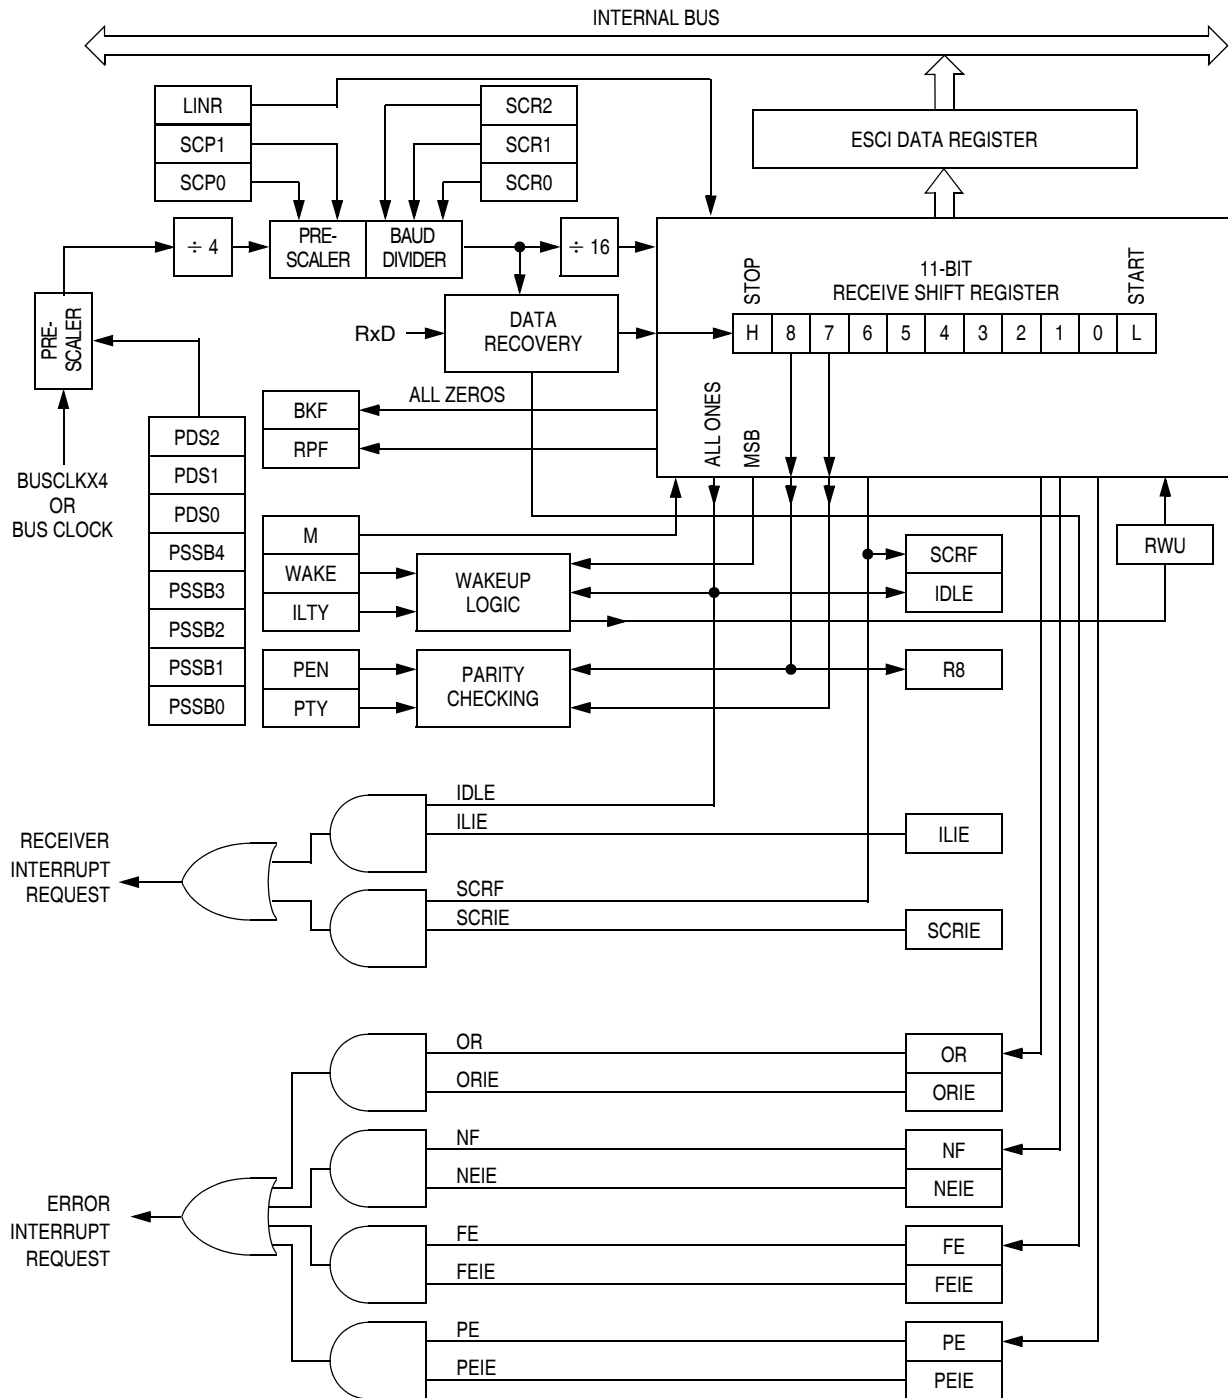 INTERNAL BUS
LINR
SCP1
SCP0
SCR2
SCR1
SCR0
ESCI DATA REGISTER
÷ 4
PRE-
SCALER
BAUD
DIVIDER
÷ 16
PRE-
SCALER
BUSCLKX4
OR
BUS CLOCK
RxD
DATA
RECOVERY
STOP
11-BIT
RECEIVE SHIFT REGISTER
START
H 8 7 6 5 4 3 2 1 0 L
ALL ZEROS
ALL ONES
MSB
BKF
RPF
PDS2
PDS1
PDS0
PSSB4
PSSB3
PSSB2
PSSB1
PSSB0
M
WAKE
ILTY
WAKEUP
LOGIC
SCRF
IDLE
RWU
PEN
PTY
PARITY
CHECKING
R8
RECEIVER
INTERRUPT
REQUEST
IDLE
ILIE
ILIE
SCRF
SCRIE
SCRIE
ERROR
INTERRUPT
REQUEST
OR
ORIE
OR
ORIE
NF
NEIE
NF
NEIE
FE
FEIE
FE
FEIE
PE
PEIE
PE
PEIE